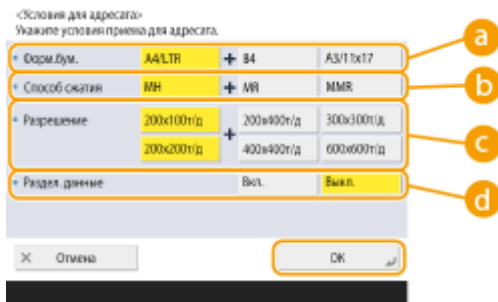 <Условия для адресата>
Укажите условия приема для адресата.
Форм.бум. A4/LTR + B4 A3/11x17 a
Способ сжатия MH + MR MMR b
Разрешение 200x100т/д 200x400т/д 300x300т/д
+ c
200x200т/д 400x400т/д 600x600т/д
Раздел. данные Вкл. Выкл. d
× Отмена OK